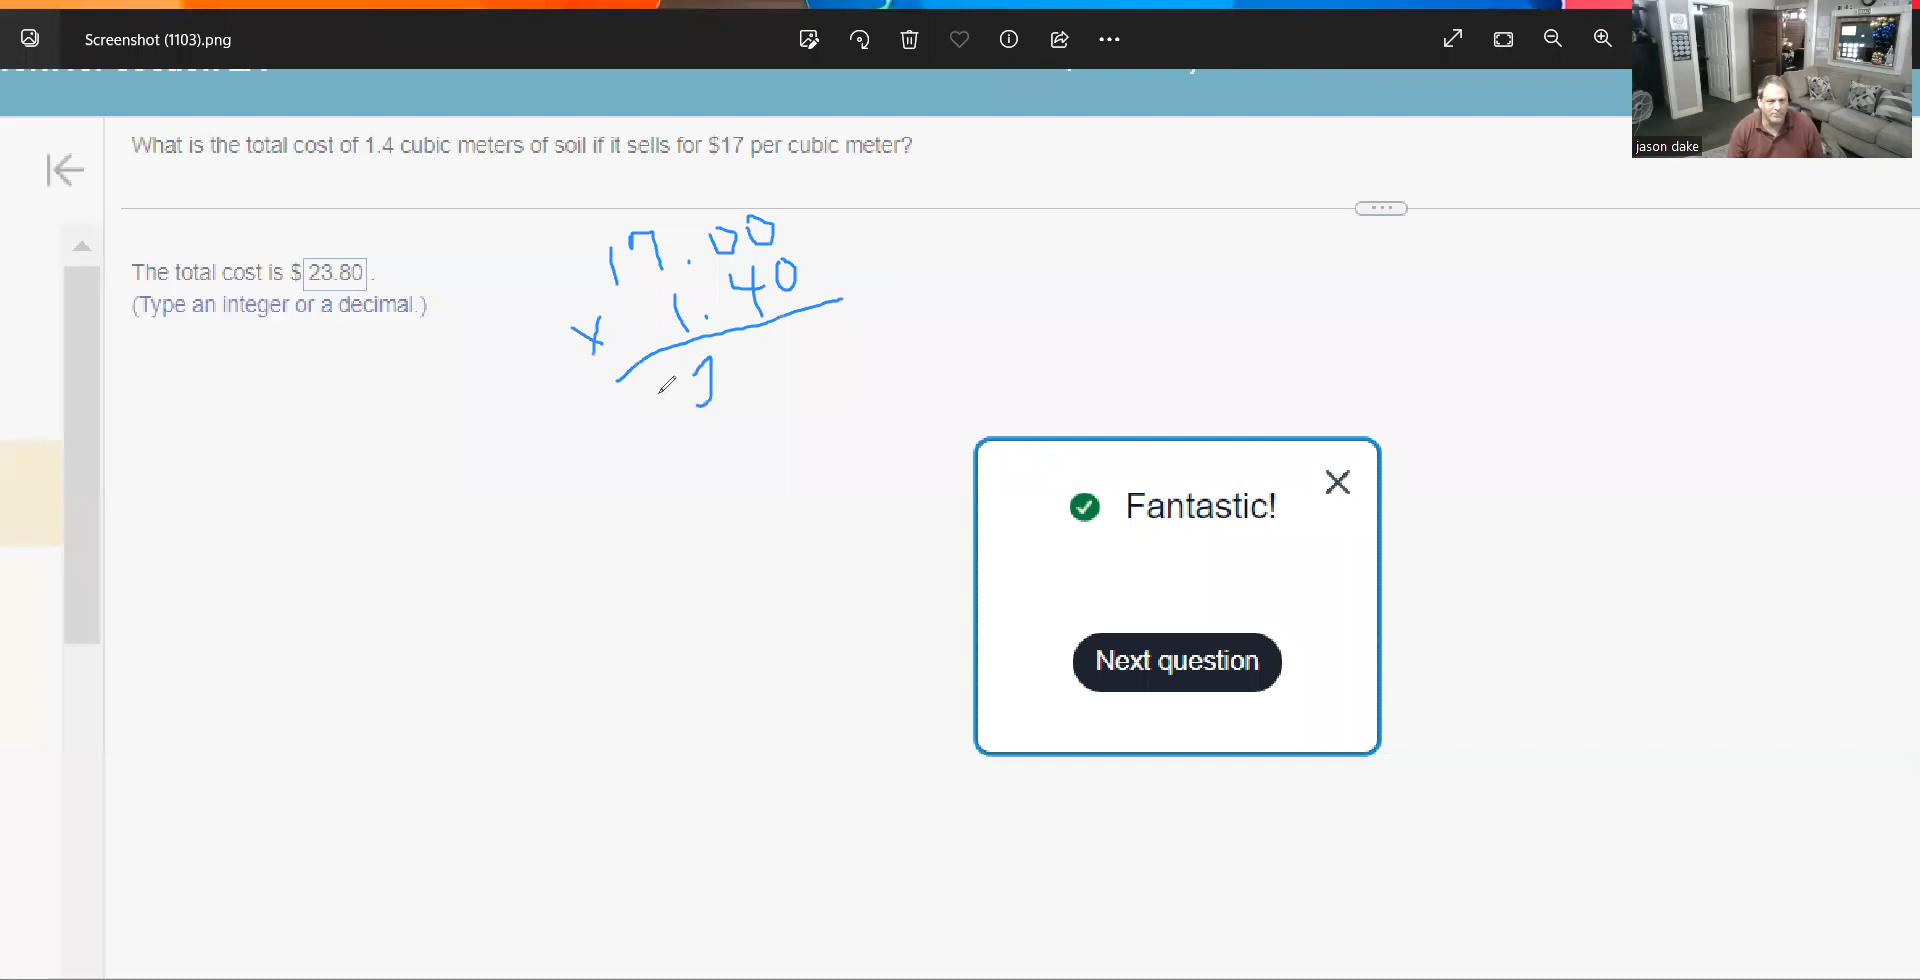 Screenshot (1103).png
jason dake
What is the total cost of 1.4 cubic meters of soil if it sells for $17 per cubic meter?
The total cost is $ 23.80 .
(Type an integer or a decimal.)
17.00
x 1.40
Fantastic!
Next question